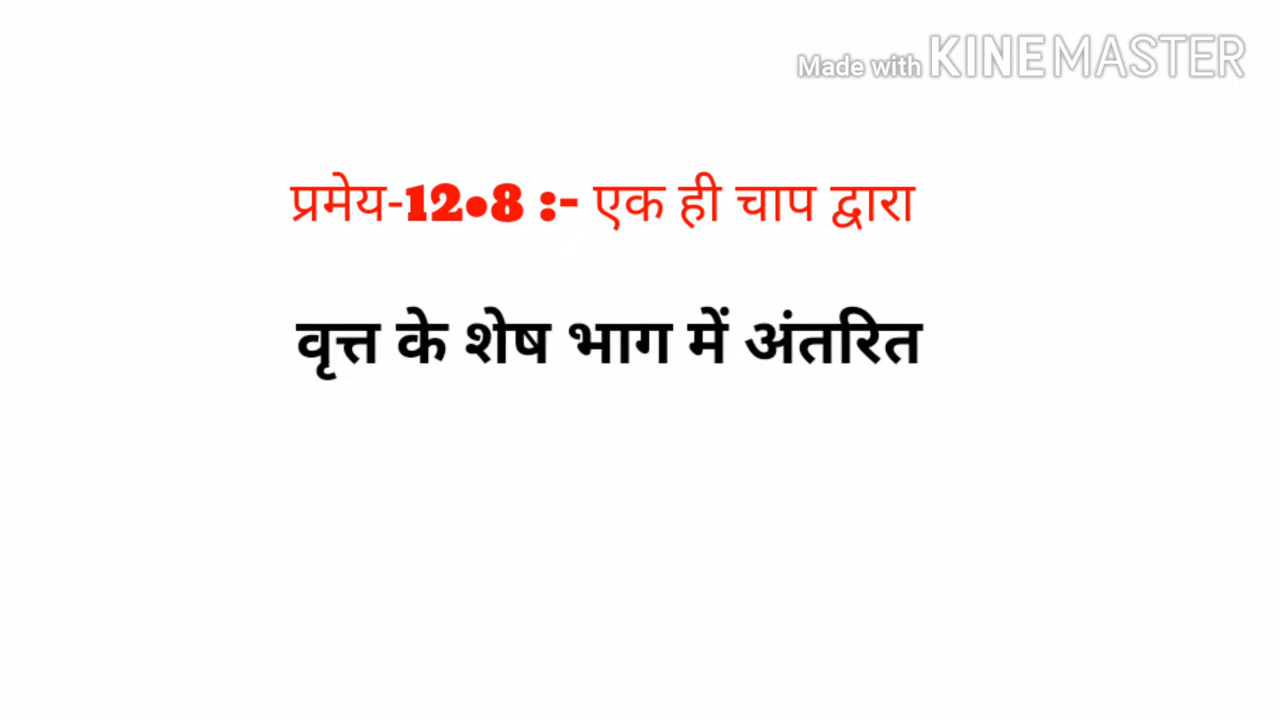 Made with KINEMASTER
प्रमेय-12•8 :- एक ही चाप द्वारा
वृत्त के शेष भाग में अंतरित